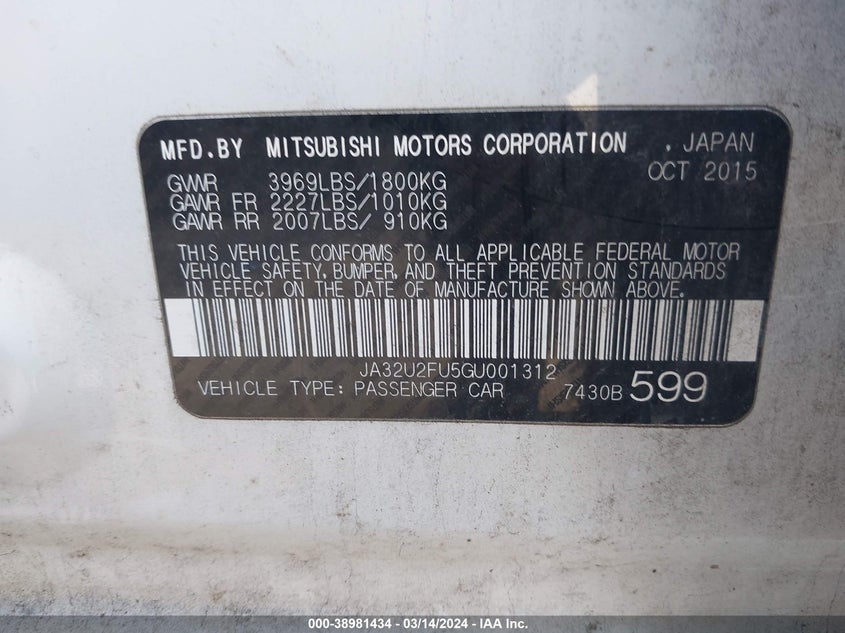 MFD.BY MITSUBISHI MOTORS CORPORATION , JAPAN
OCT 2015
GVWR 3969LBS/1800KG
GAWR FR 2227LBS/1010KG
GAWR RR 2007LBS/ 910KG
THIS VEHICLE CONFORMS TO ALL APPLICABLE FEDERAL MOTOR
VEHICLE SAFETY, BUMPER, AND THEFT PREVENTION STANDARDS
IN EFFECT ON THE DATE OF MANUFACTURE SHOWN ABOVE.
JA32U2FU5GU001312
VEHICLE TYPE: PASSENGER CAR 7430B 599
000-38981434 - 03/14/2024 - IAA Inc.